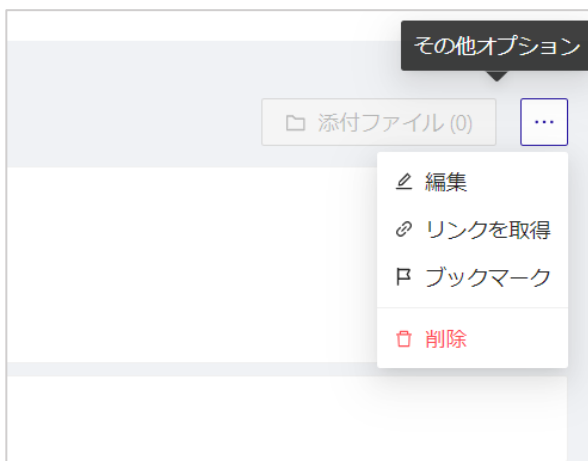 その他オプション
添付ファイル (0)
...
編集
リンクを取得
ブックマーク
削除